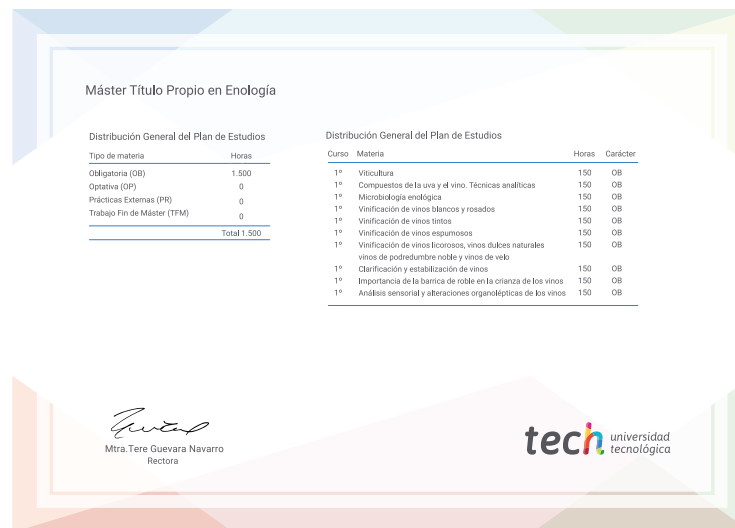 Máster Título Propio en Enología
Distribución General del Plan de Estudios
Tipo de materia Horas
Obligatoria (OB) 1.500
Optativa (OP) 0
Prácticas Externas (PR) 0
Trabajo Fin de Máster (TFM) 0
Total 1.500
Distribución General del Plan de Estudios
Curso Materia Horas Carácter
1º Viticultura 150 OB
1º Compuestos de la uva y el vino. Técnicas analíticas 150 OB
1º Microbiología enológica 150 OB
1º Vinificación de vinos blancos y rosados 150 OB
1º Vinificación de vinos tintos 150 OB
1º Vinificación de vinos espumosos 150 OB
1º Vinificación de vinos licorosos, vinos dulces naturales 150 OB
vinos de podredumbre noble y vinos de velo
1º Clarificación y estabilización de vinos 150 OB
1º Importancia de la barrica de roble en la crianza de los vinos 150 OB
1º Análisis sensorial y alteraciones organolépticas de los vinos 150 OB
Mtra.Tere Guevara Navarro
Rectora
tech universidad
tecnológica